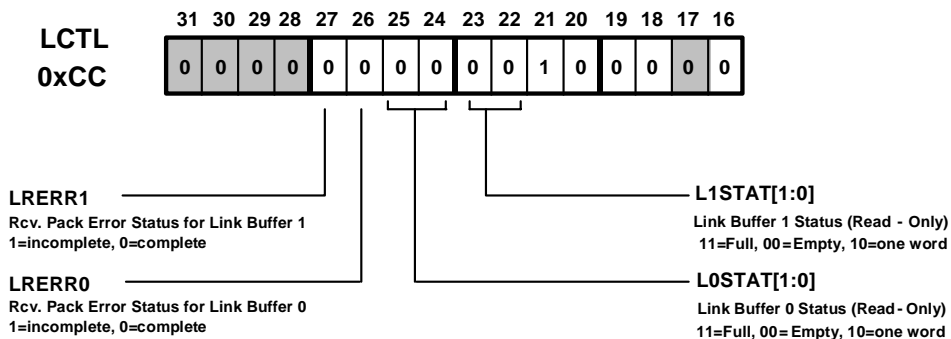 31 30 29 28 27 26 25 24 23 22 21 20 19 18 17 16
LCTL
0xCC
0 0 0 0 0 0 0 0 0 0 1 0 0 0 0 0
LRERR1
Rcv. Pack Error Status for Link Buffer 1
1=incomplete, 0=complete
L1STAT[1:0]
Link Buffer 1 Status (Read - Only)
11=Full, 00=Empty, 10=one word
LRERR0
Rcv. Pack Error Status for Link Buffer 0
1=incomplete, 0=complete
L0STAT[1:0]
Link Buffer 0 Status (Read - Only)
11=Full, 00= Empty, 10=one word